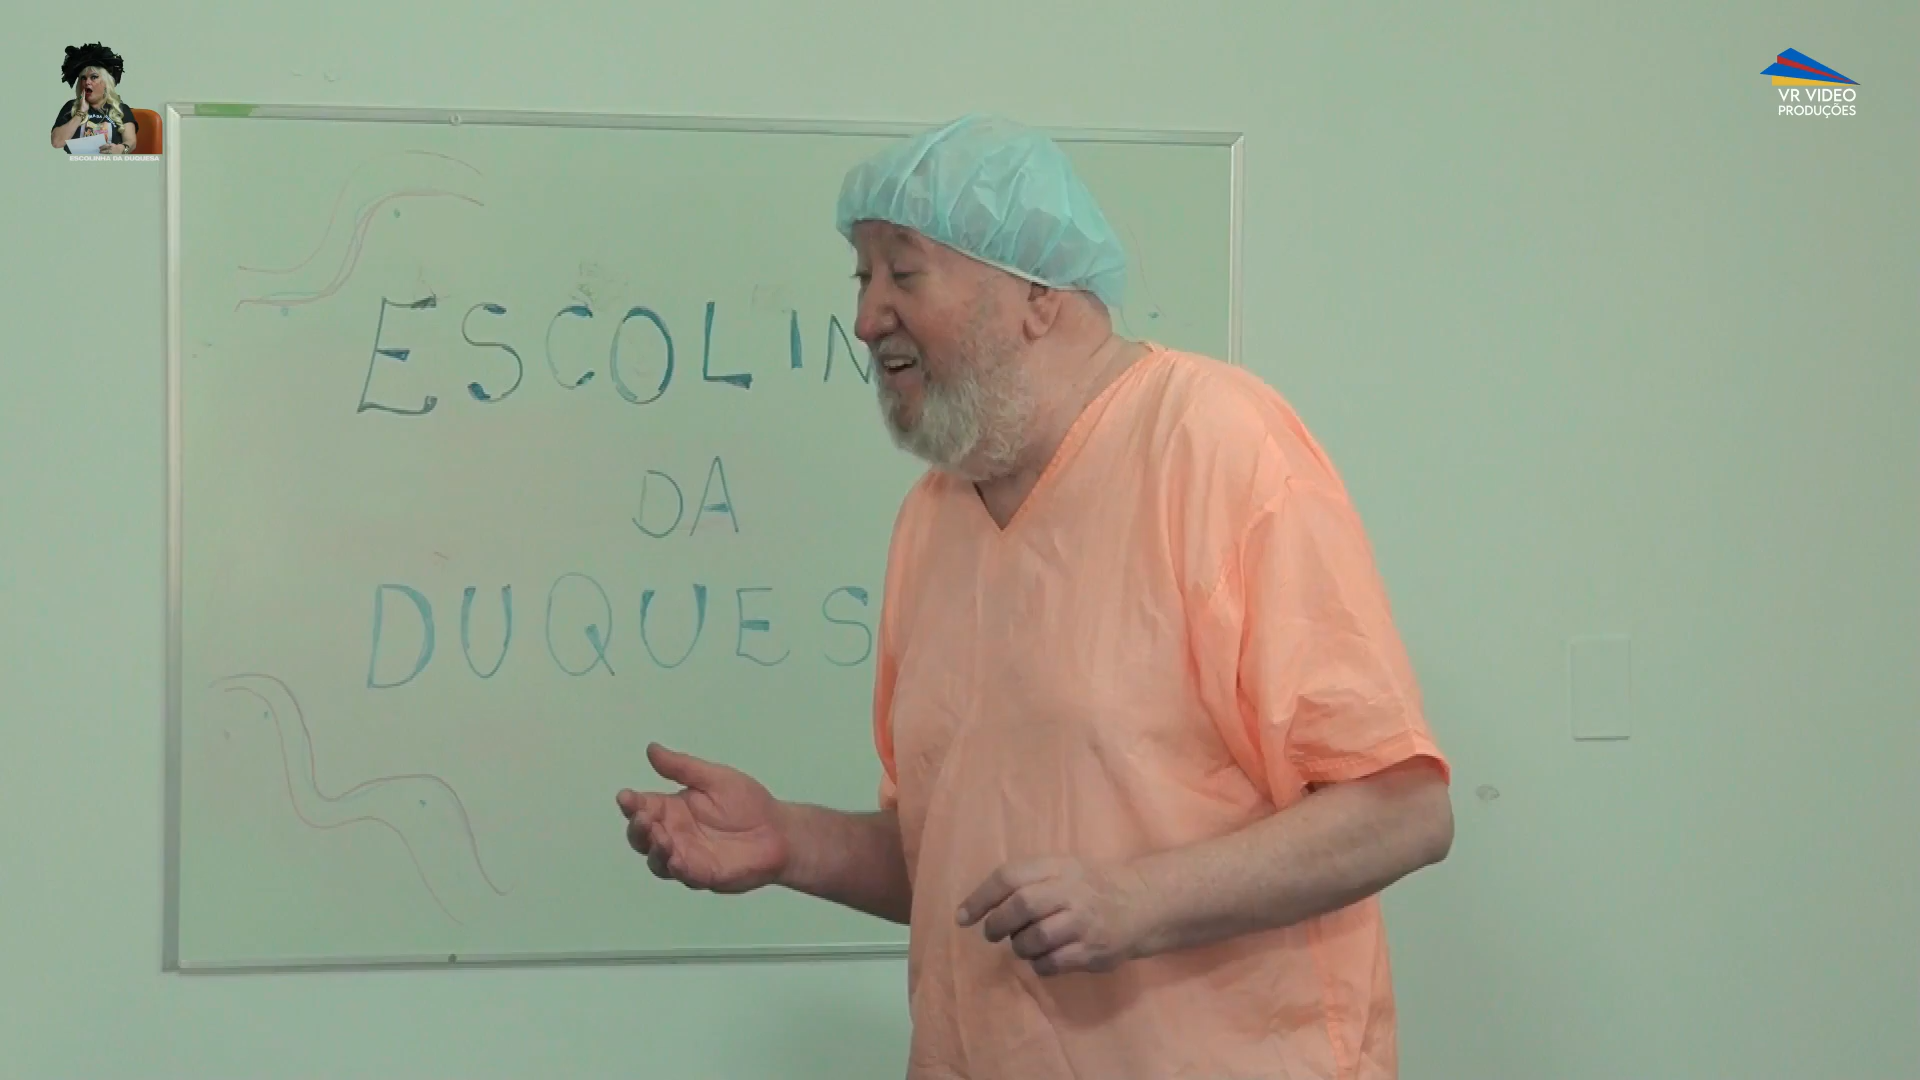 ESCOLINHA DA DUQUESA
VR VIDEO
PRODUÇÕES
ESCOLIN
DA
DUQUES